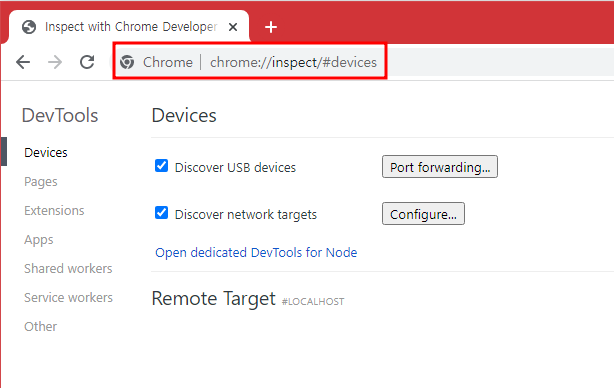 Inspect with Chrome Developer
Chrome | chrome://inspect/#devices
DevTools
Devices
Pages
Extensions
Apps
Shared workers
Service workers
Other
Devices
Discover USB devices
Port forwarding...
Discover network targets
Configure...
Open dedicated DevTools for Node
Remote Target #LOCALHOST